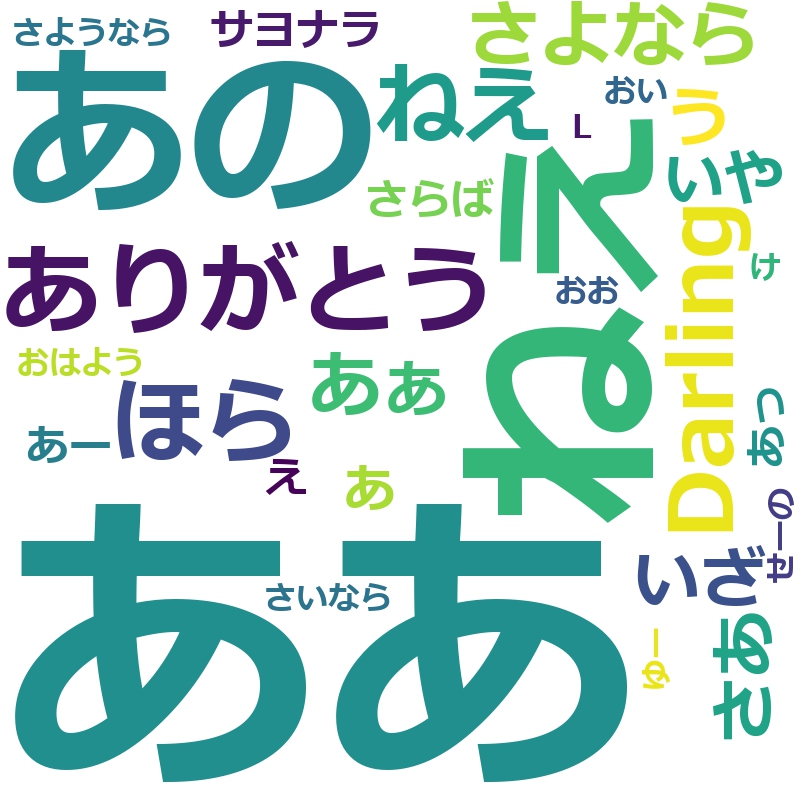 さようなら
サヨナラ
さよなら
あの
ねえ
おい
う
L
いや
さらば
ねえ
Darling
ありがとう
おお
け
おはよう
ほら
あぁ
あー
あっ
え
あ
せーの
ああ
さいなら
いざ
ゆー
さあ